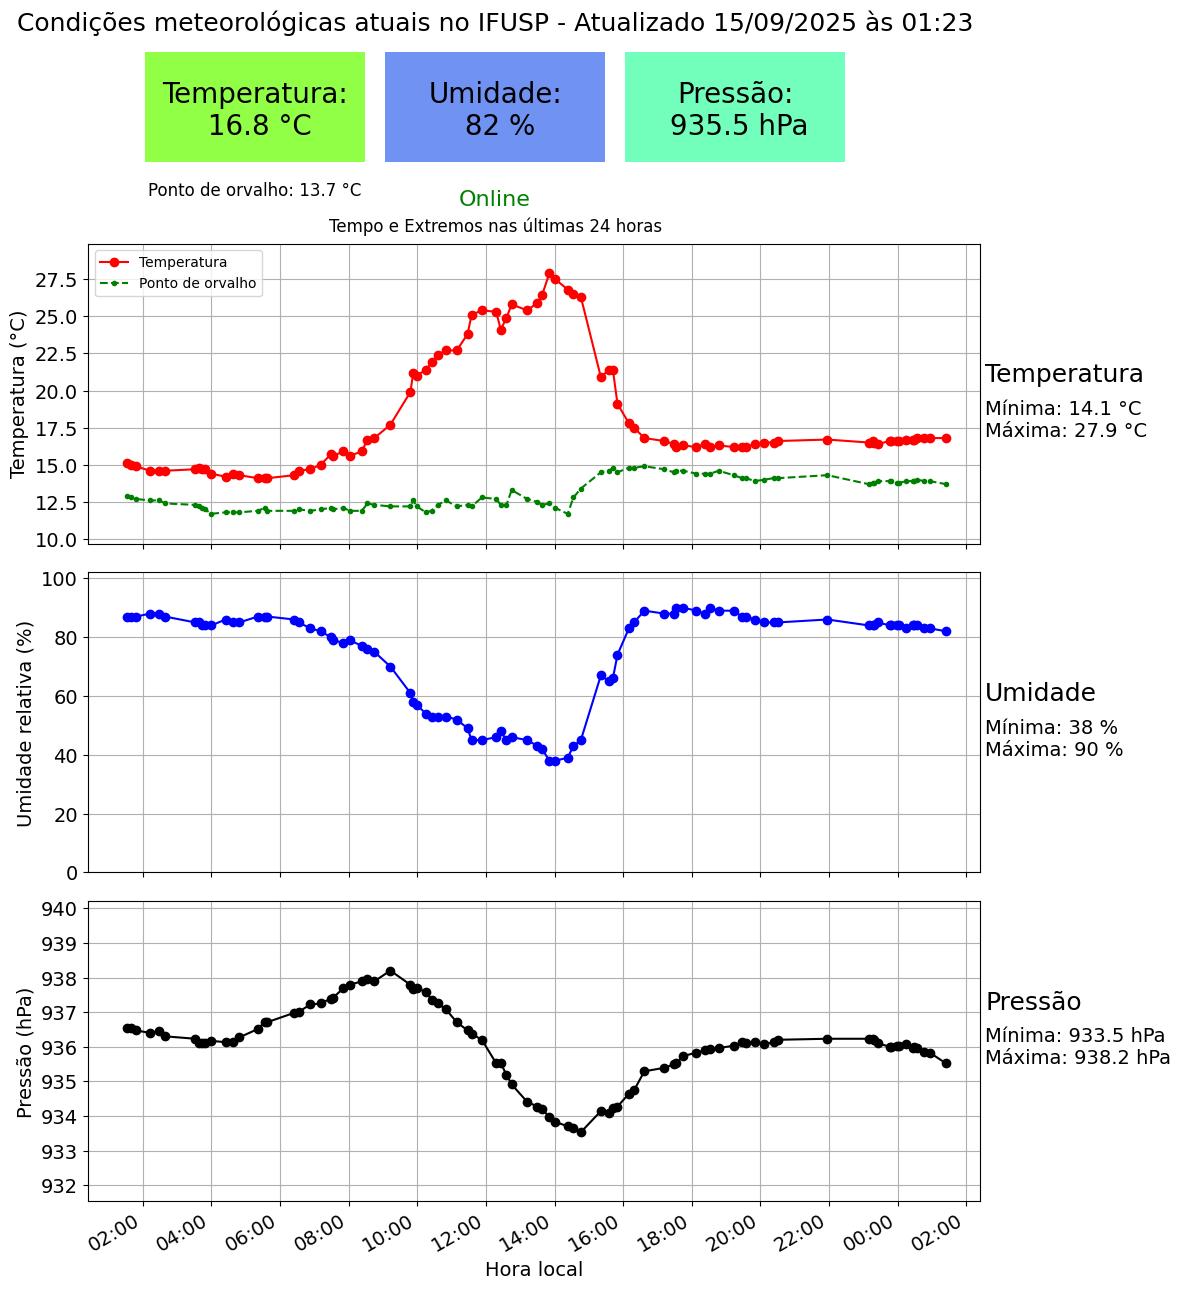 Condições meteorológicas atuais no IFUSP - Atualizado 15/09/2025 às 01:23
Temperatura:
16.8 °C
Umidade:
82 %
Pressão:
935.5 hPa
Ponto de orvalho: 13.7 °C
Online
Tempo e Extremos nas últimas 24 horas
Temperatura
Ponto de orvalho
Temperatura (°C)
27.5
25.0
22.5
20.0
17.5
15.0
12.5
10.0
Temperatura
Mínima: 14.1 °C
Máxima: 27.9 °C
Umidade relativa (%)
100
80
60
40
20
0
Umidade
Mínima: 38 %
Máxima: 90 %
Pressão (hPa)
940
939
938
937
936
935
934
933
932
Pressão
Mínima: 933.5 hPa
Máxima: 938.2 hPa
02:00 04:00 06:00 08:00 10:00 12:00 14:00 16:00 18:00 20:00 22:00 00:00 02:00
Hora local